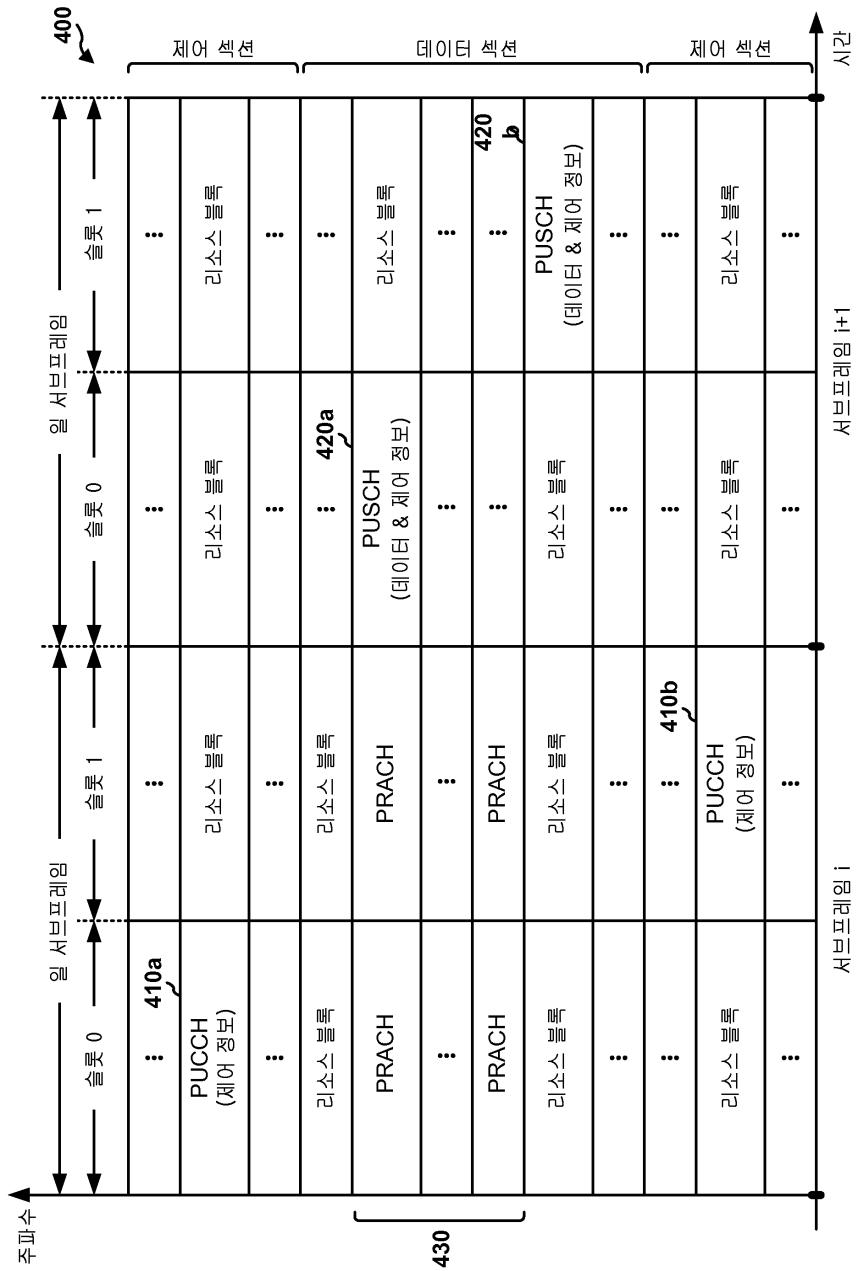 주파수
400
일 서브프레임
일 서브프레임
슬롯 0
슬롯 1
슬롯 0
슬롯 1
제어 섹션
데이터 섹션
제어 섹션
430
... 410a ... ... ...
PUCCH
(제어 정보)
리소스 블록
리소스 블록
리소스 블록
... ... ... ...
리소스 블록
리소스 블록
... 420a ...
PRACH
PRACH
PUSCH
(데이터 & 제어 정보)
리소스 블록
... ... ... ...
PRACH
PRACH
... ... 420
b
리소스 블록
리소스 블록
리소스 블록
PUSCH
(데이터 & 제어 정보)
... ... ... ...
... ... 410b ... ...
리소스 블록
PUCCH
(제어 정보)
리소스 블록
리소스 블록
... ... ... ...
서브프레임 i
서브프레임 i+1
시간